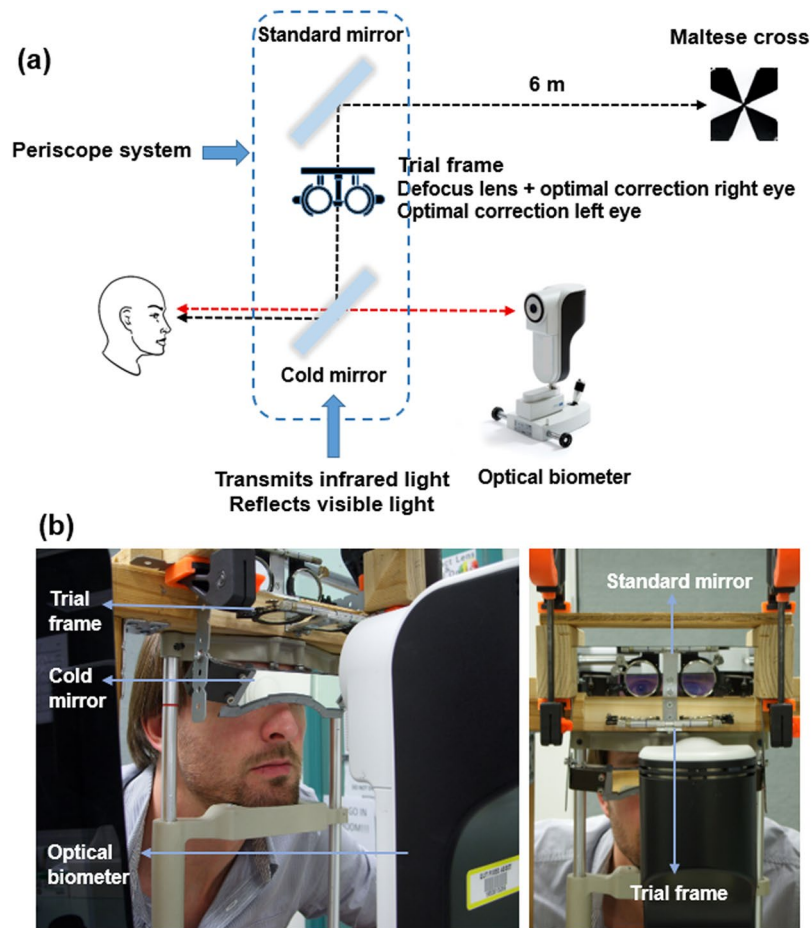 (a)
Standard mirror
Maltese cross
6 m
Periscope system
Trial frame
Defocus lens + optimal correction right eye
Optimal correction left eye
Cold mirror
Transmits infrared light
Reflects visible light
Optical biometer
(b)
Trial
frame
Cold
mirror
Optical
biometer
Standard mirror
Trial frame